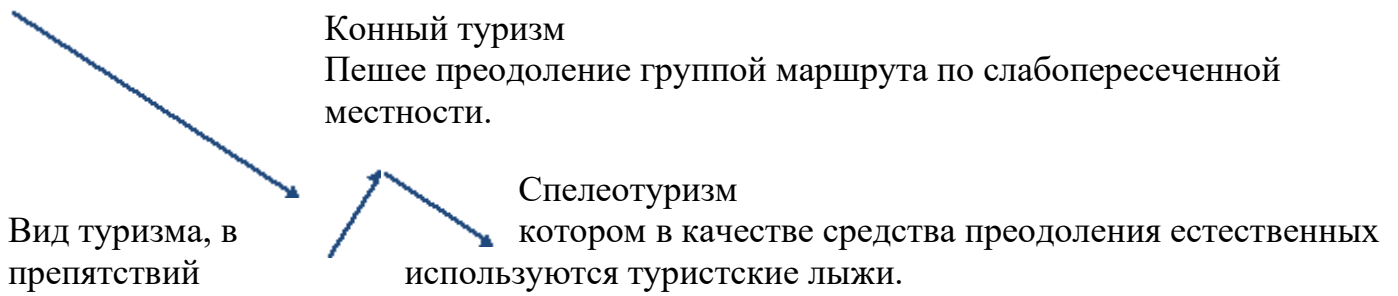 Конный туризм
Пешее преодоление группой маршрута по слабопересеченной
местности.
Спелеотуризм
Вид туризма, в котором в качестве средства преодоления естественных
препятствий используются туристские лыжи.